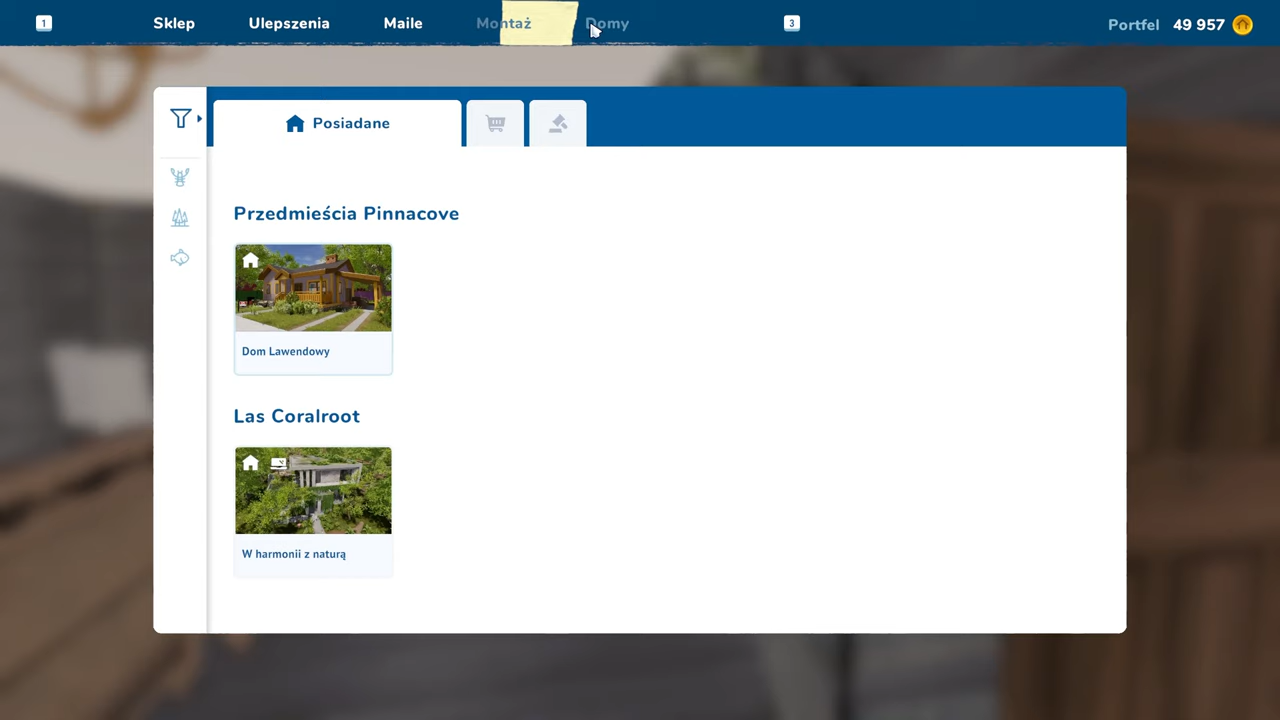 1 Sklep Ulepszenia Maile Montaż Domy 3 Portfel 49 957
Posiadane
Przedmieścia Pinnacove
Dom Lawendowy
Las Coralroot
W harmonii z naturą